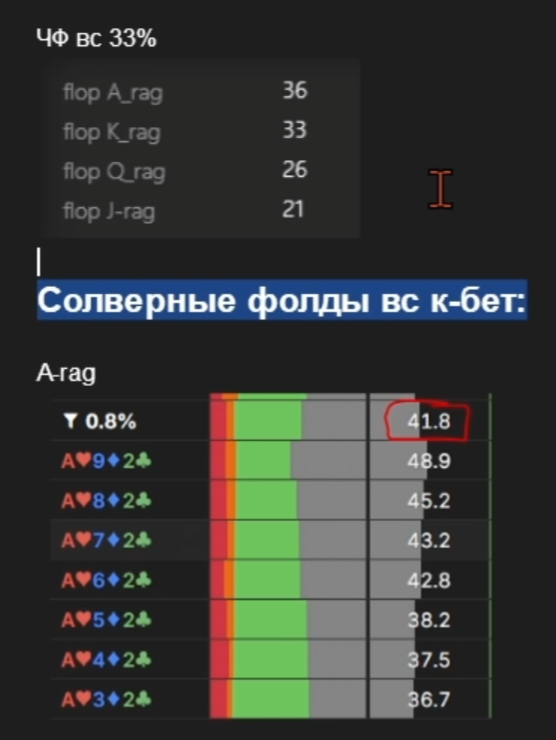 ЧФ вс 33%
flop A_rag 36
flop K_rag 33
flop Q_rag 26
flop J-rag 21
Солверные фолды вс к-бет:
A-rag
0.8% 41.8
A♥9♦2♣ 48.9
A♥8♦2♣ 45.2
A♥7♦2♣ 43.2
A♥6♦2♣ 42.8
A♥5♦2♣ 38.2
A♥4♦2♣ 37.5
A♥3♦2♣ 36.7